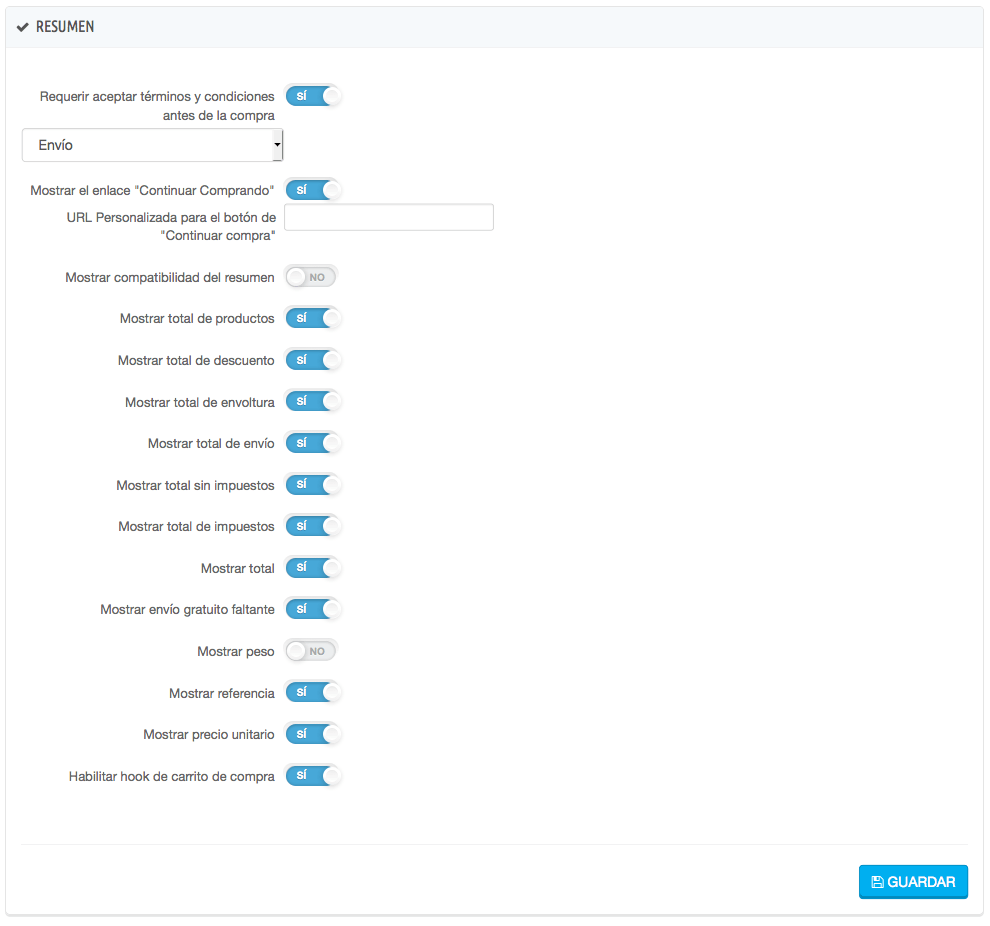 RESUMEN
Requerir aceptar términos y condiciones SÍ
antes de la compra
Envío
Mostrar el enlace "Continuar Comprando" SÍ
URL Personalizada para el botón de
"Continuar compra"
Mostrar compatibilidad del resumen NO
Mostrar total de productos SÍ
Mostrar total de descuento SÍ
Mostrar total de envoltura SÍ
Mostrar total de envío SÍ
Mostrar total sin impuestos SÍ
Mostrar total de impuestos SÍ
Mostrar total SÍ
Mostrar envío gratuito faltante SÍ
Mostrar peso NO
Mostrar referencia SÍ
Mostrar precio unitario SÍ
Habilitar hook de carrito de compra SÍ
GUARDAR